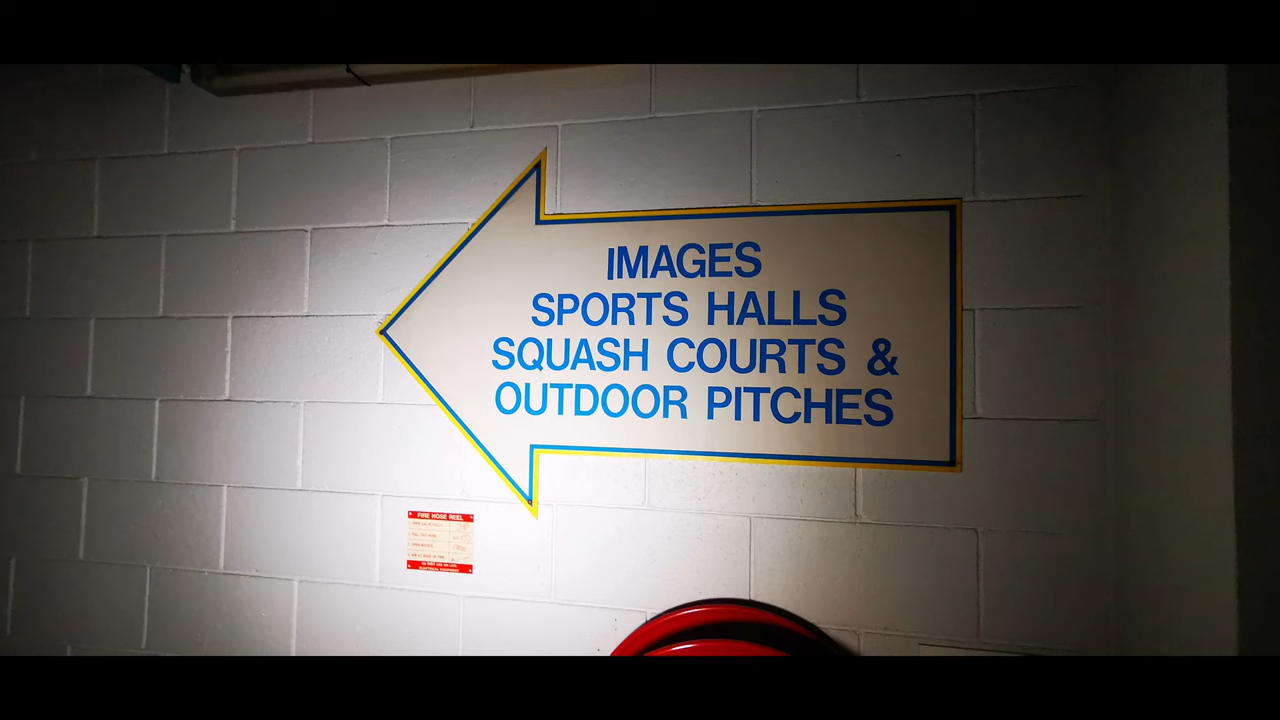 IMAGES
SPORTS HALLS
SQUASH COURTS &
OUTDOOR PITCHES
FIRE HOSE REEL